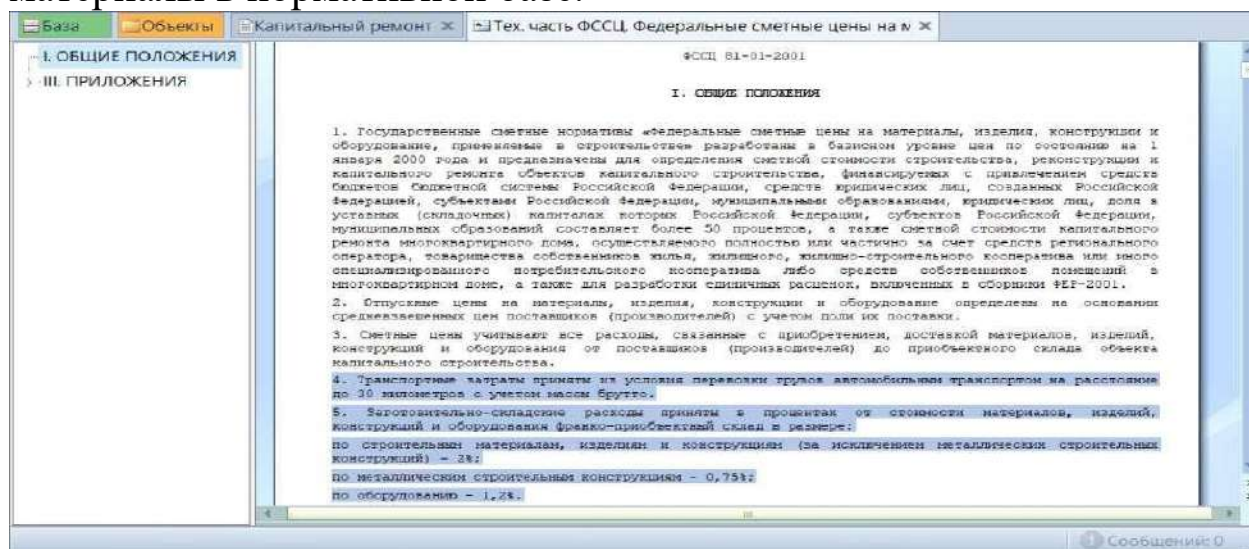 материалы в нормативной базе.
База Объекты Капитальный ремонт Тех. часть ФССЦ, Федеральные сметные цены на м
I. ОБЩИЕ ПОЛОЖЕНИЯ
III. ПРИЛОЖЕНИЯ
ФССЦ 81-01-2001
I. ОБЩИЕ ПОЛОЖЕНИЯ
1. Государственные сметные нормативы «Федеральные сметные цены на материалы, изделия, конструкции и
оборудование, применяемые в строительстве» разработаны в базисном уровне цен по состоянию на 1
января 2000 года и предназначены для определения сметной стоимости строительства, реконструкции и
капитального ремонта объектов капитального строительства, финансируемых с привлечением средств
бюджетов бюджетной системы Российской Федерации, средств юридических лиц, созданных Российской
Федерацией, субъектами Российской Федерации, муниципальными образованиями, юридических лиц, доля в
уставных (складочных) капиталах которых Российской Федерации, субъектов Российской Федерации,
муниципальных образований составляет более 50 процентов, а также сметной стоимости капитального
ремонта многоквартирного дома, осуществляемого полностью или частично за счет средств регионального
оператора, товарищества собственников жилья, жилищного, жилищно-строительного кооператива или иного
специализированного потребительского кооператива либо средств собственников помещений в
многоквартирном доме, а также для разработки единичных расценок, включенных в сборники ФЕР-2001.
2. Отпускные цены на материалы, изделия, конструкции и оборудование определены на основании
средневзвешенных цен поставщиков (производителей) с учетом доли их поставки.
3. Сметные цены учитывают все расходы, связанные с приобретением, доставкой материалов, изделий,
конструкций и оборудования от поставщиков (производителей) до приобъектного склада объекта
капитального строительства.
4. Транспортные затраты приняты из условия перевозки грузов автомобильным транспортом на расстояние
до 30 километров с учетом массы брутто.
5. Заготовительно-складские расходы приняты в процентах от стоимости материалов, изделий,
конструкций и оборудования франко-приобъектный склад в размере:
по строительным материалам, изделиям и конструкциям (за исключением металлических строительных
конструкций) – 2%;
по металлическим строительным конструкциям – 0,75%;
по оборудованию – 1,2%.
Сообщений: 0